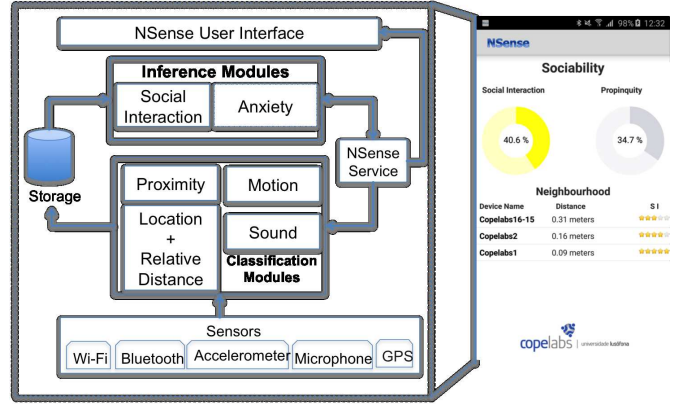 NSense User Interface
Inference Modules
Social
Interaction
Anxiety
NSense
Service
Storage
Proximity
Motion
Location
+
Relative
Distance
Sound
Classification
Modules
Sensors
Wi-Fi
Bluetooth
Accelerometer
Microphone
GPS
98% 12:32
NSense
Sociability
Social Interaction
Propinquity
40.6 %
34.7 %
Neighbourhood
Device Name Distance S I
Copelabs16-15 0.31 meters
Copelabs2 0.16 meters
Copelabs1 0.09 meters
copelabs | universidade lusófona